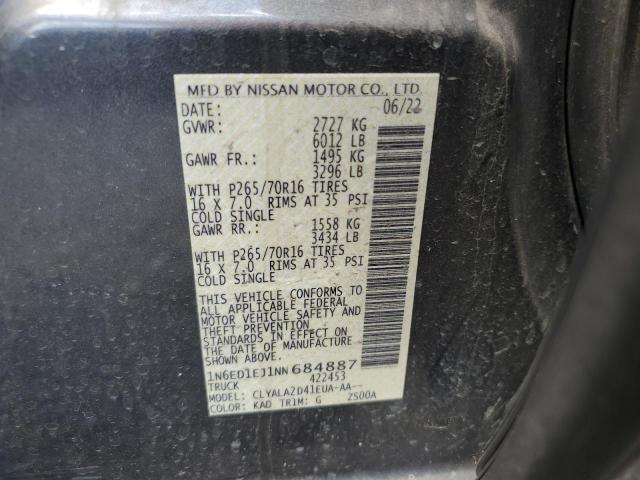 MFD BY NISSAN MOTOR CO., LTD.
DATE: 06/22
GVWR: 2727 KG
6012 LB
GAWR FR.: 1495 KG
3296 LB
WITH P265/70R16 TIRES
16 X 7.0 RIMS AT 35 PSI
COLD SINGLE
GAWR RR.: 1558 KG
3434 LB
WITH P265/70R16 TIRES
16 X 7.0 RIMS AT 35 PSI
COLD SINGLE
THIS VEHICLE CONFORMS TO
ALL APPLICABLE FEDERAL
MOTOR VEHICLE SAFETY AND
THEFT PREVENTION
STANDARDS IN EFFECT ON
THE DATE OF MANUFACTURE
SHOWN ABOVE.
1N6ED1EJ1NN684887
TRUCK 422453
MODEL: CLYALA2D41EUA-AA--
COLOR: KAD TRIM: G 2S00A